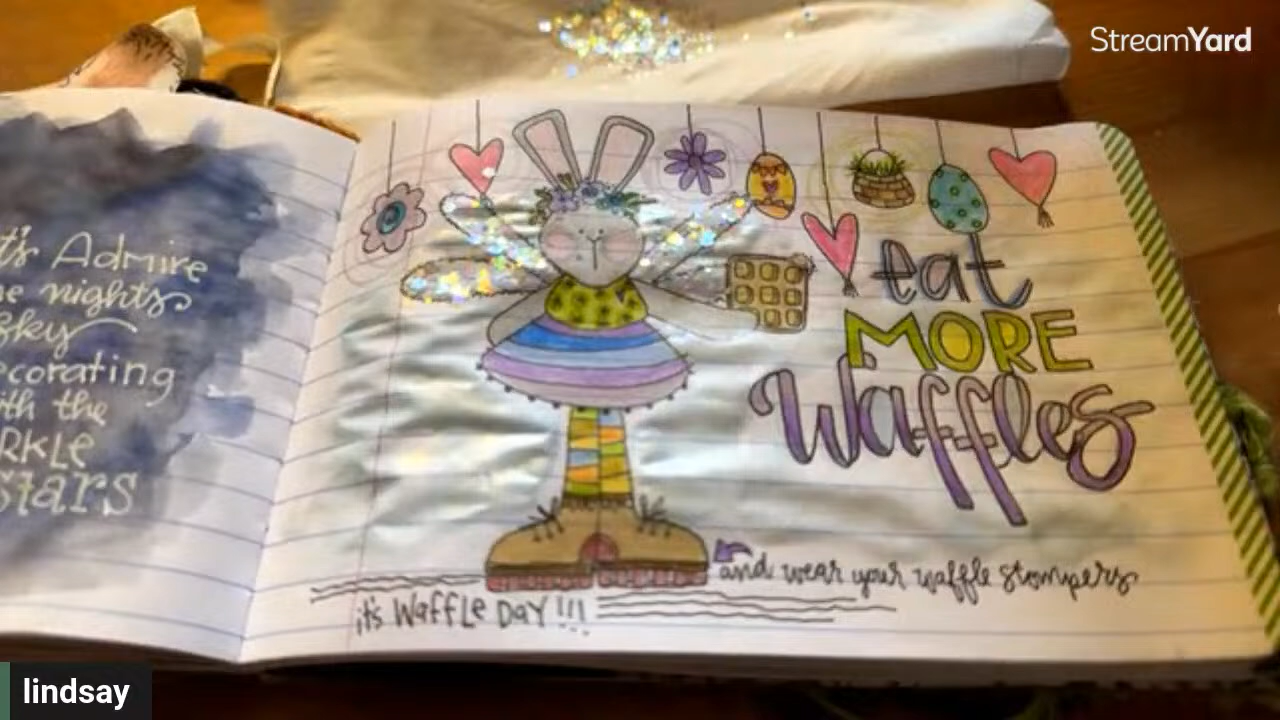 StreamYard
Admire
nights
sky
ecorating
th the
RKLE
Stars
eat
MORE
Waffles
and wear your waffle stompers
it's WAFFLE DAY !!!
lindsay